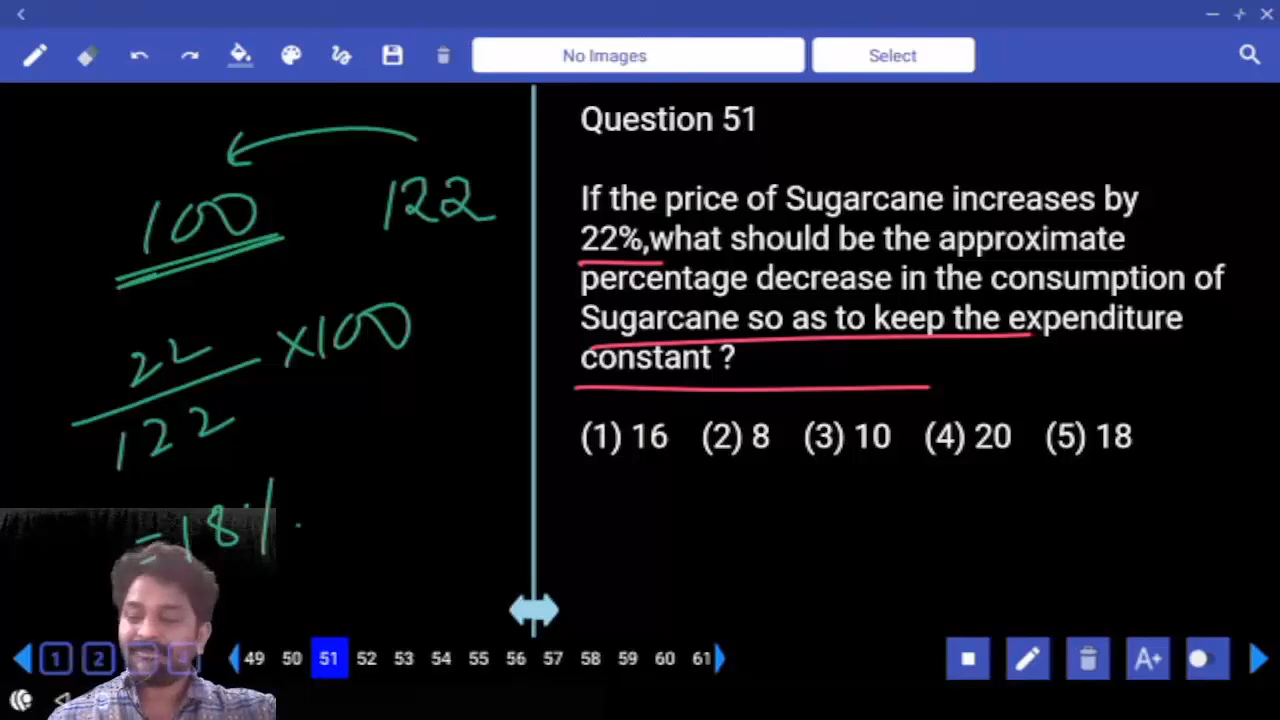 No Images
Select
100
122
22
122
×100
=18%.
Question 51
If the price of Sugarcane increases by
22%,what should be the approximate
percentage decrease in the consumption of
Sugarcane so as to keep the expenditure
constant ?
(1) 16 (2) 8 (3) 10 (4) 20 (5) 18
1 2
49 50 51 52 53 54 55 56 57 58 59 60 61
A+